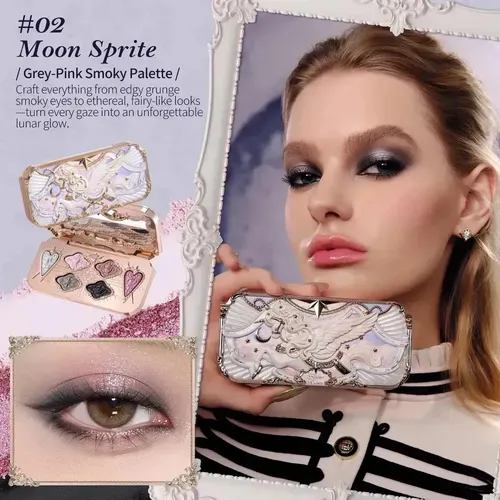 #02
Moon Sprite
/ Grey-Pink Smoky Palette /
Craft everything from edgy grunge
smoky eyes to ethereal, fairy-like looks
—turn every gaze into an unforgettable
lunar glow.